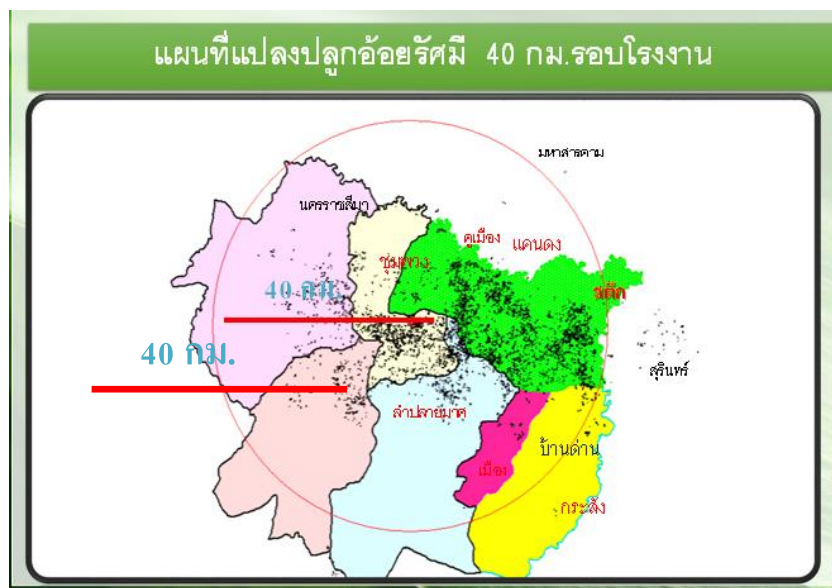 แผนที่แปลงปลูกอ้อยรัศมี 40 กม.รอบโรงงาน
มหาสารคาม
นครราชสีมา
คูเมือง
แคนดง
ชุมพวง
สตึก
40 กม.
40 กม.
สุรินทร์
ลำปลายมาศ
บ้านด่าน
เมือง
กระสัง